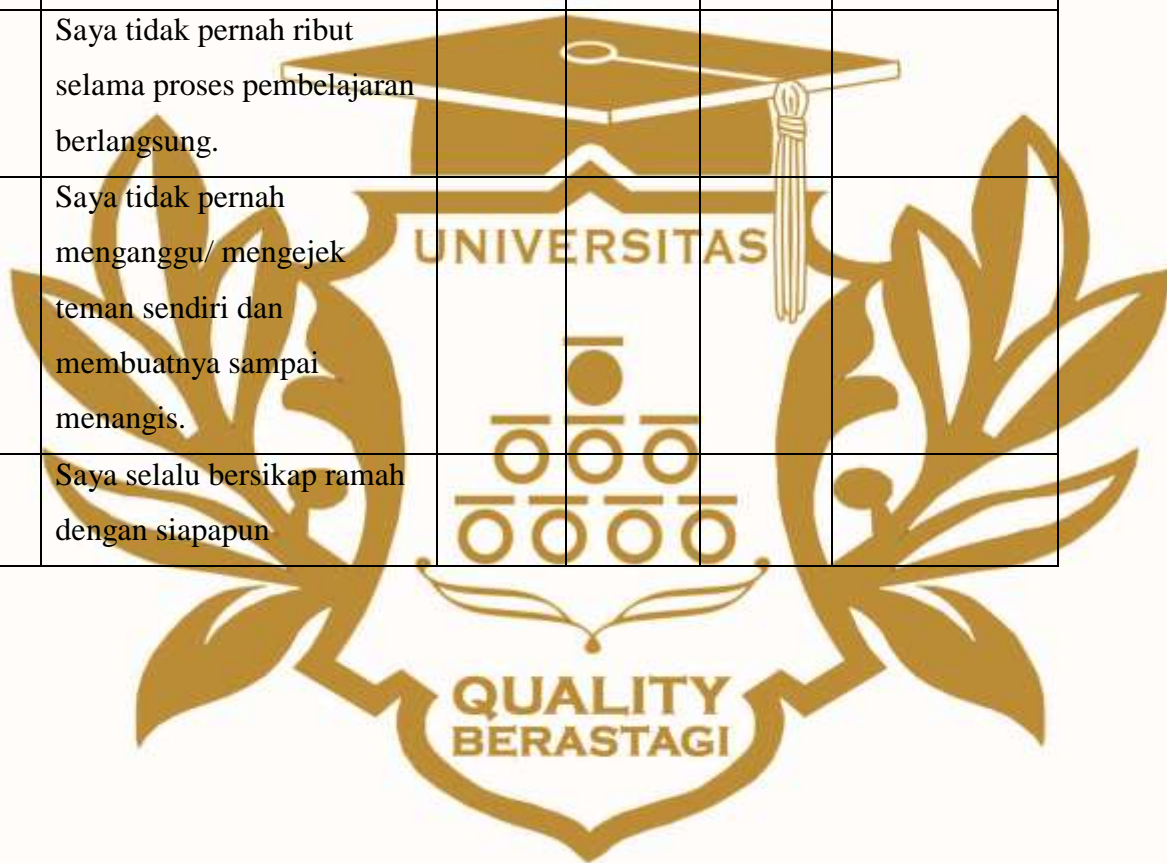 Saya tidak pernah ribut
selama proses pembelajaran
berlangsung.
Saya tidak pernah
menganggu/ mengejek
teman sendiri dan
membuatnya sampai
menangis.
Saya selalu bersikap ramah
dengan siapapun
UNIVERSITAS
QUALITY
BERASTAGI